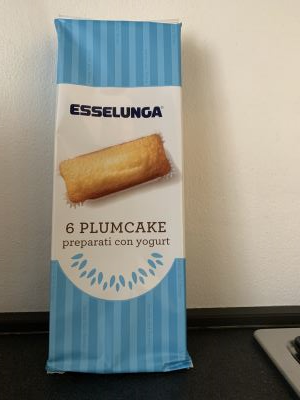 ESSELUNGA
6 PLUMCAKE
preparati con yogurt